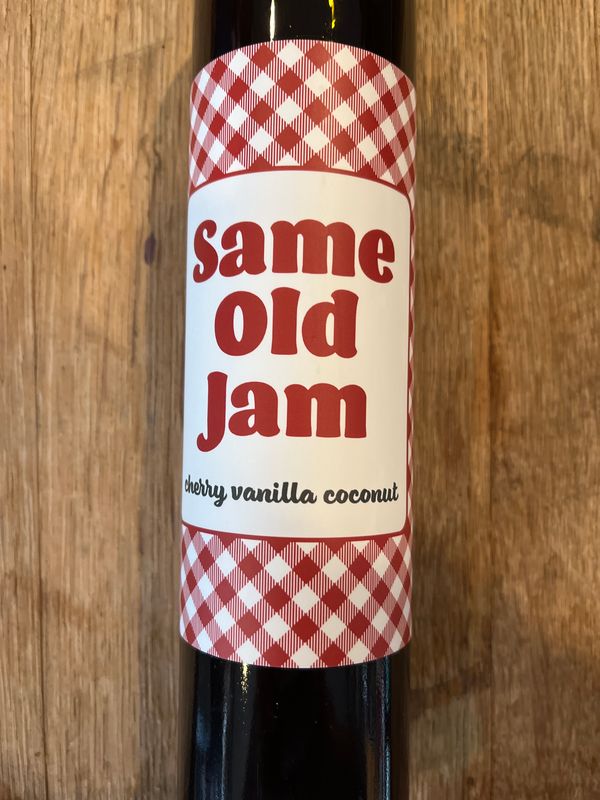 Same
Old
Jam
cherry vanilla coconut